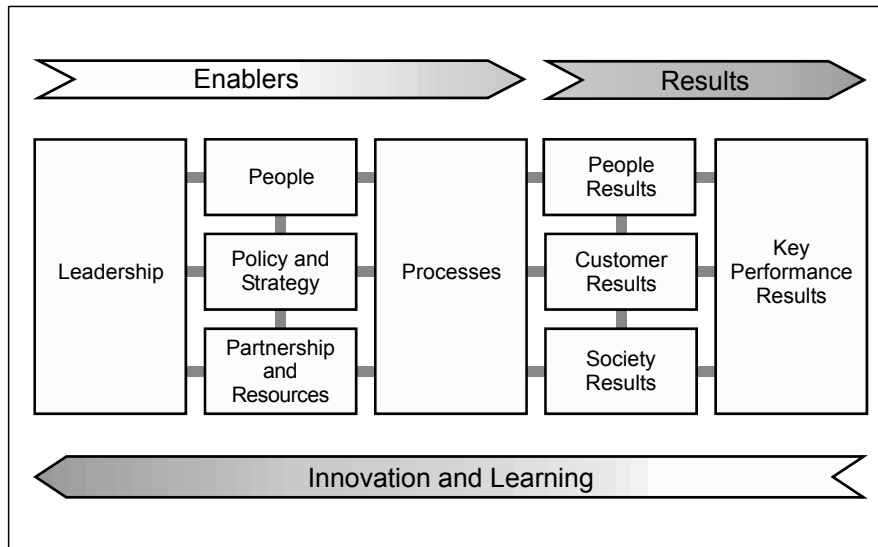 Enablers
Results
Leadership
People
Policy and
Strategy
Partnership
and
Resources
Processes
People
Results
Customer
Results
Society
Results
Key
Performance
Results
Innovation and Learning